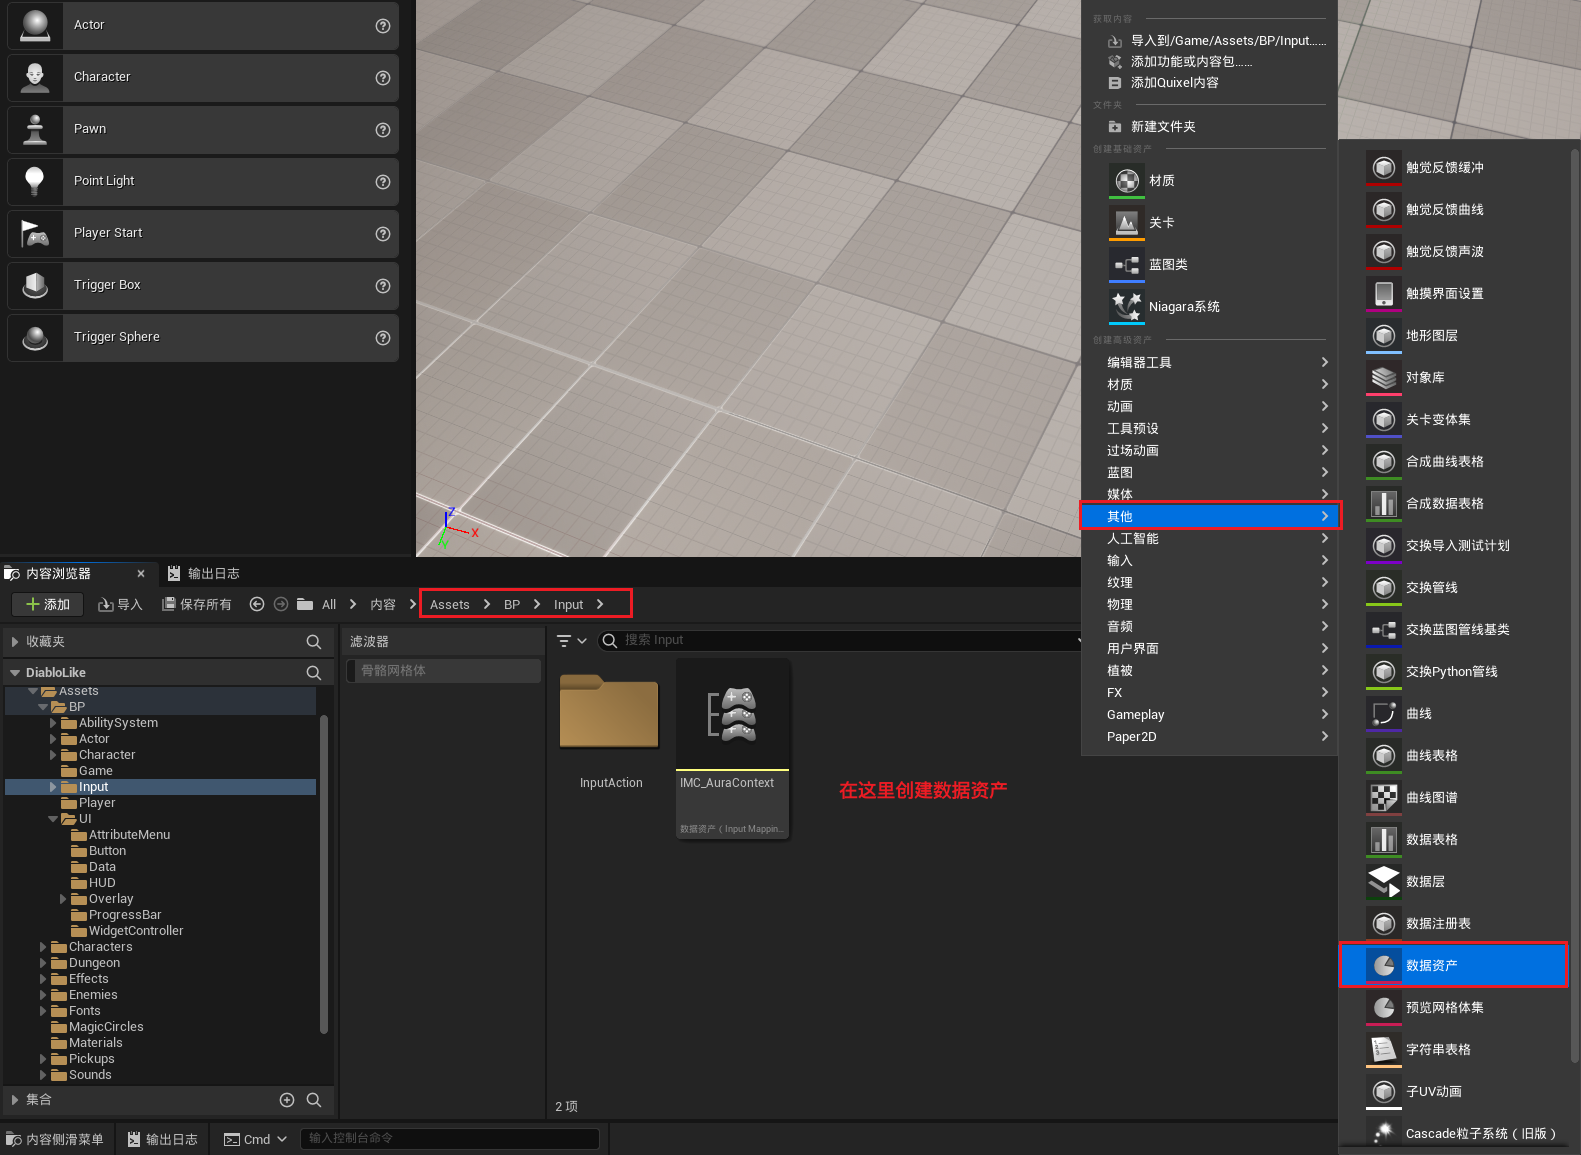 Actor
Character
Pawn
Point Light
Player Start
Trigger Box
Trigger Sphere
Z
X
Y
获取内容
导入到/Game/Assets/BP/Input......
添加功能或内容包......
添加Quixel内容
文件夹
新建文件夹
创建基础资产
材质
关卡
蓝图类
Niagara系统
创建高级资产
编辑器工具
材质
动画
工具预设
过场动画
蓝图
媒体
其他
人工智能
输入
纹理
物理
音频
用户界面
植被
FX
Gameplay
Paper2D
触觉反馈缓冲
触觉反馈曲线
触觉反馈声波
触摸界面设置
地形图层
对象库
关卡变体集
合成曲线表格
合成数据表格
交换导入测试计划
交换管线
交换蓝图管线基类
交换Python管线
曲线
曲线表格
曲线图谱
数据表格
数据层
数据注册表
数据资产
预览网格体集
字符串表格
子UV动画
Cascade粒子系统（旧版）
内容浏览器
输出日志
添加
导入
保存所有
All
内容
Assets
BP
Input
收藏夹
DiabloLike
Assets
BP
AbilitySystem
Actor
Character
Game
Input
Player
UI
AttributeMenu
Button
Data
HUD
Overlay
ProgressBar
WidgetController
Characters
Dungeon
Effects
Enemies
Fonts
MagicCircles
Materials
Pickups
Sounds
集合
滤波器
骨骼网格体
搜索 Input
InputAction
IMC_AuraContext
数据资产（Input Mappin...
在这里创建数据资产
2 项
内容侧滑菜单
输出日志
Cmd
输入控制台命令